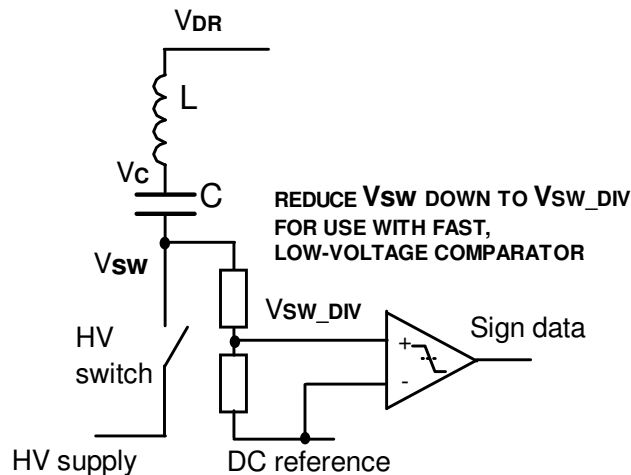 VDR
L
VC
C
REDUCE VSW DOWN TO VSW_DIV
FOR USE WITH FAST,
LOW-VOLTAGE COMPARATOR
VSW
VSW_DIV
Sign data
+
-
HV
switch
HV supply
DC reference